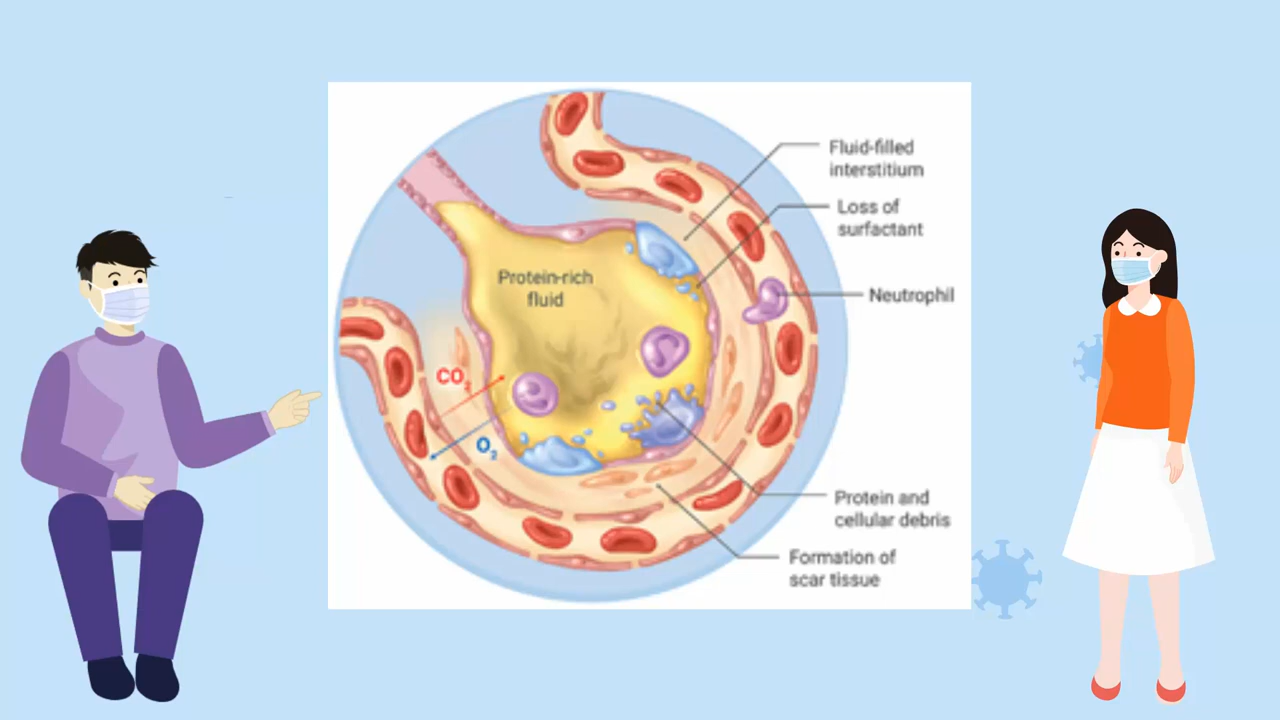 Fluid-filled
interstitium
Loss of
surfactant
Protein-rich
fluid
Neutrophil
CO2
O2
Protein and
cellular debris
Formation of
scar tissue